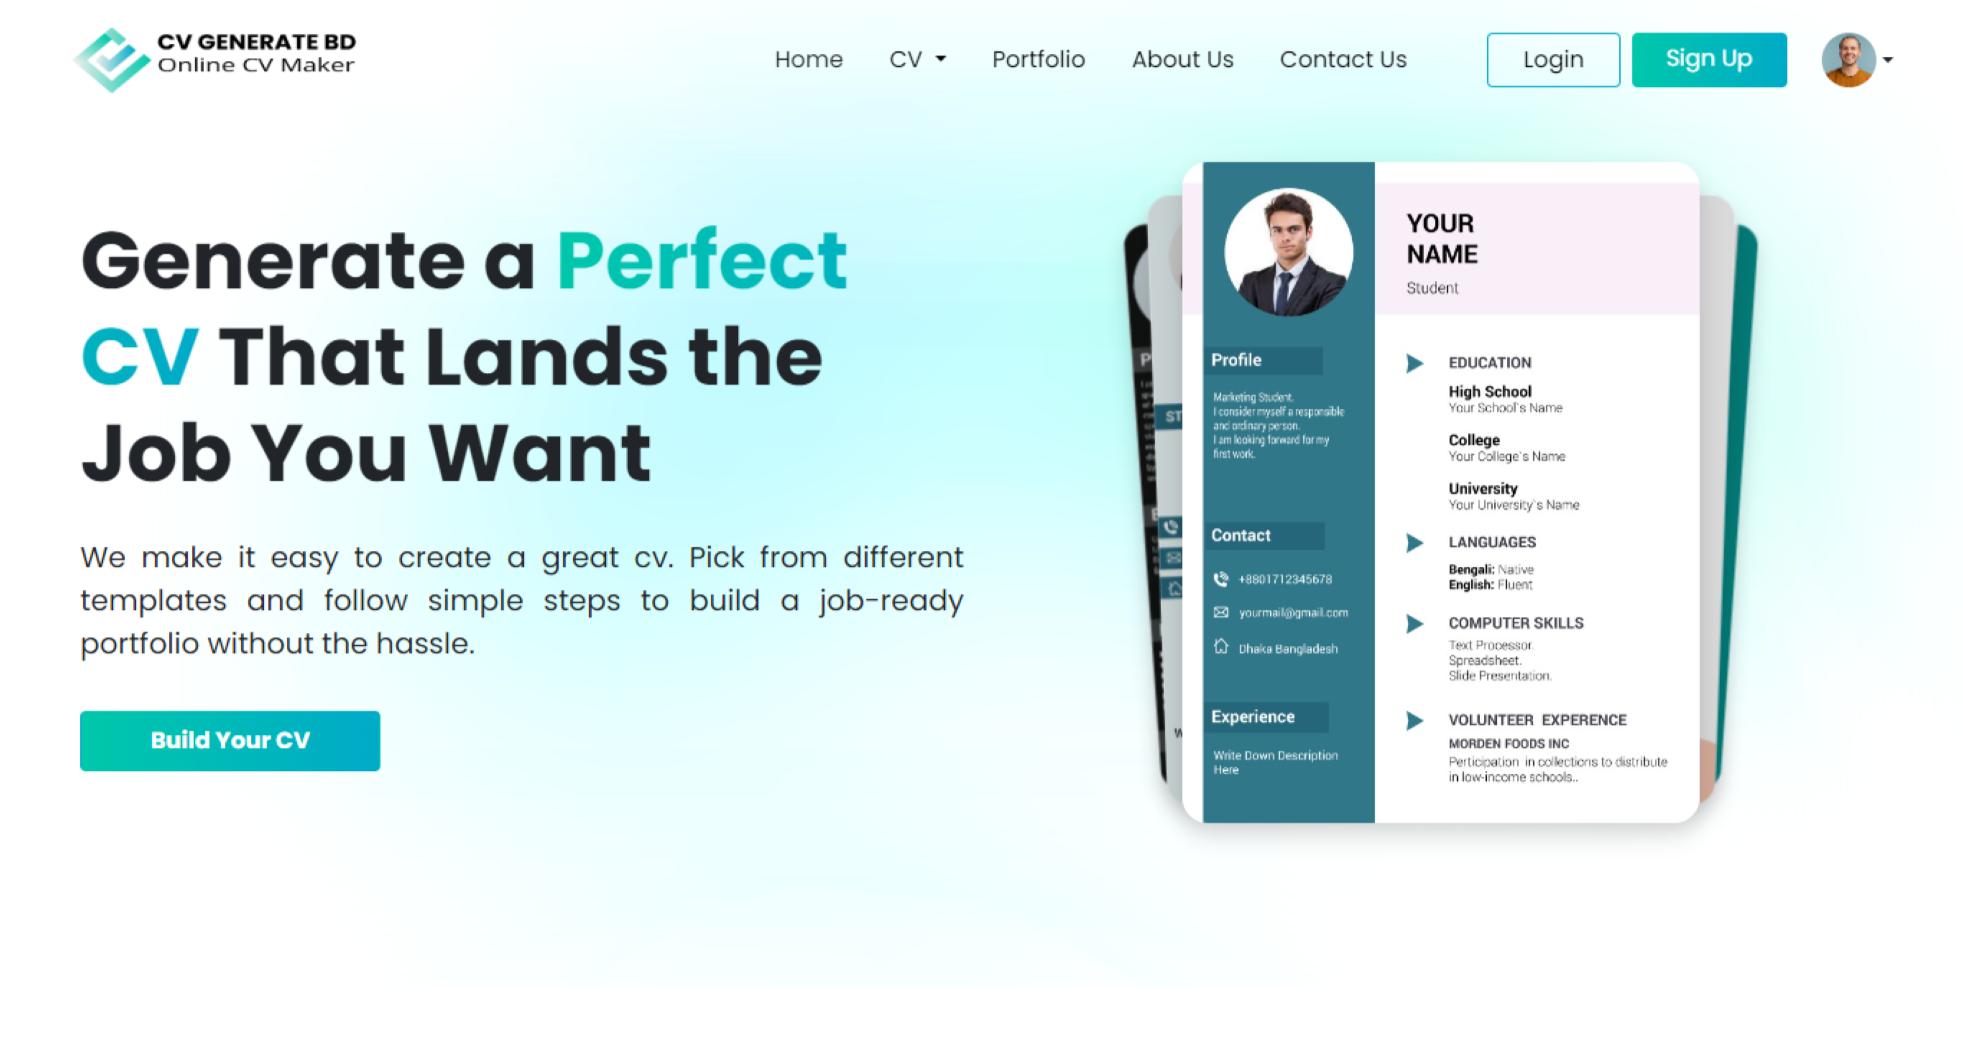 CV GENERATE BD
Online CV Maker
Home CV Portfolio About Us Contact Us Login Sign Up
Generate a Perfect
CV That Lands the
Job You Want
We make it easy to create a great cv. Pick from different
templates and follow simple steps to build a job-ready
portfolio without the hassle.
Build Your CV
YOUR
NAME
Student
Profile
Marketing Student.
I consider myself a responsible
and ordinary person.
I am looking forward for my
first work.
Contact
+8801712345678
yourmail@gmail.com
Dhaka Bangladesh
Experience
Write Down Description
Here
EDUCATION
High School
Your School`s Name
College
Your College`s Name
University
Your University`s Name
LANGUAGES
Bengali: Native
English: Fluent
COMPUTER SKILLS
Text Processor.
Spreadsheet.
Slide Presentation.
VOLUNTEER EXPERENCE
MORDEN FOODS INC
Perticipation in collections to distribute
in low-income schools..